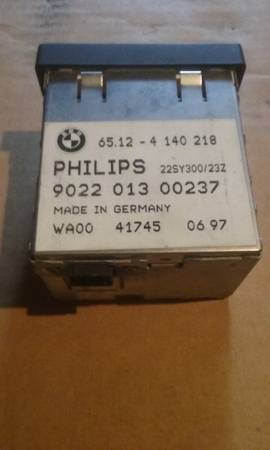 65.12 - 4 140 218
PHILIPS 22SY300/23Z
9022 013 00237
MADE IN GERMANY
WA00 41745 06 97